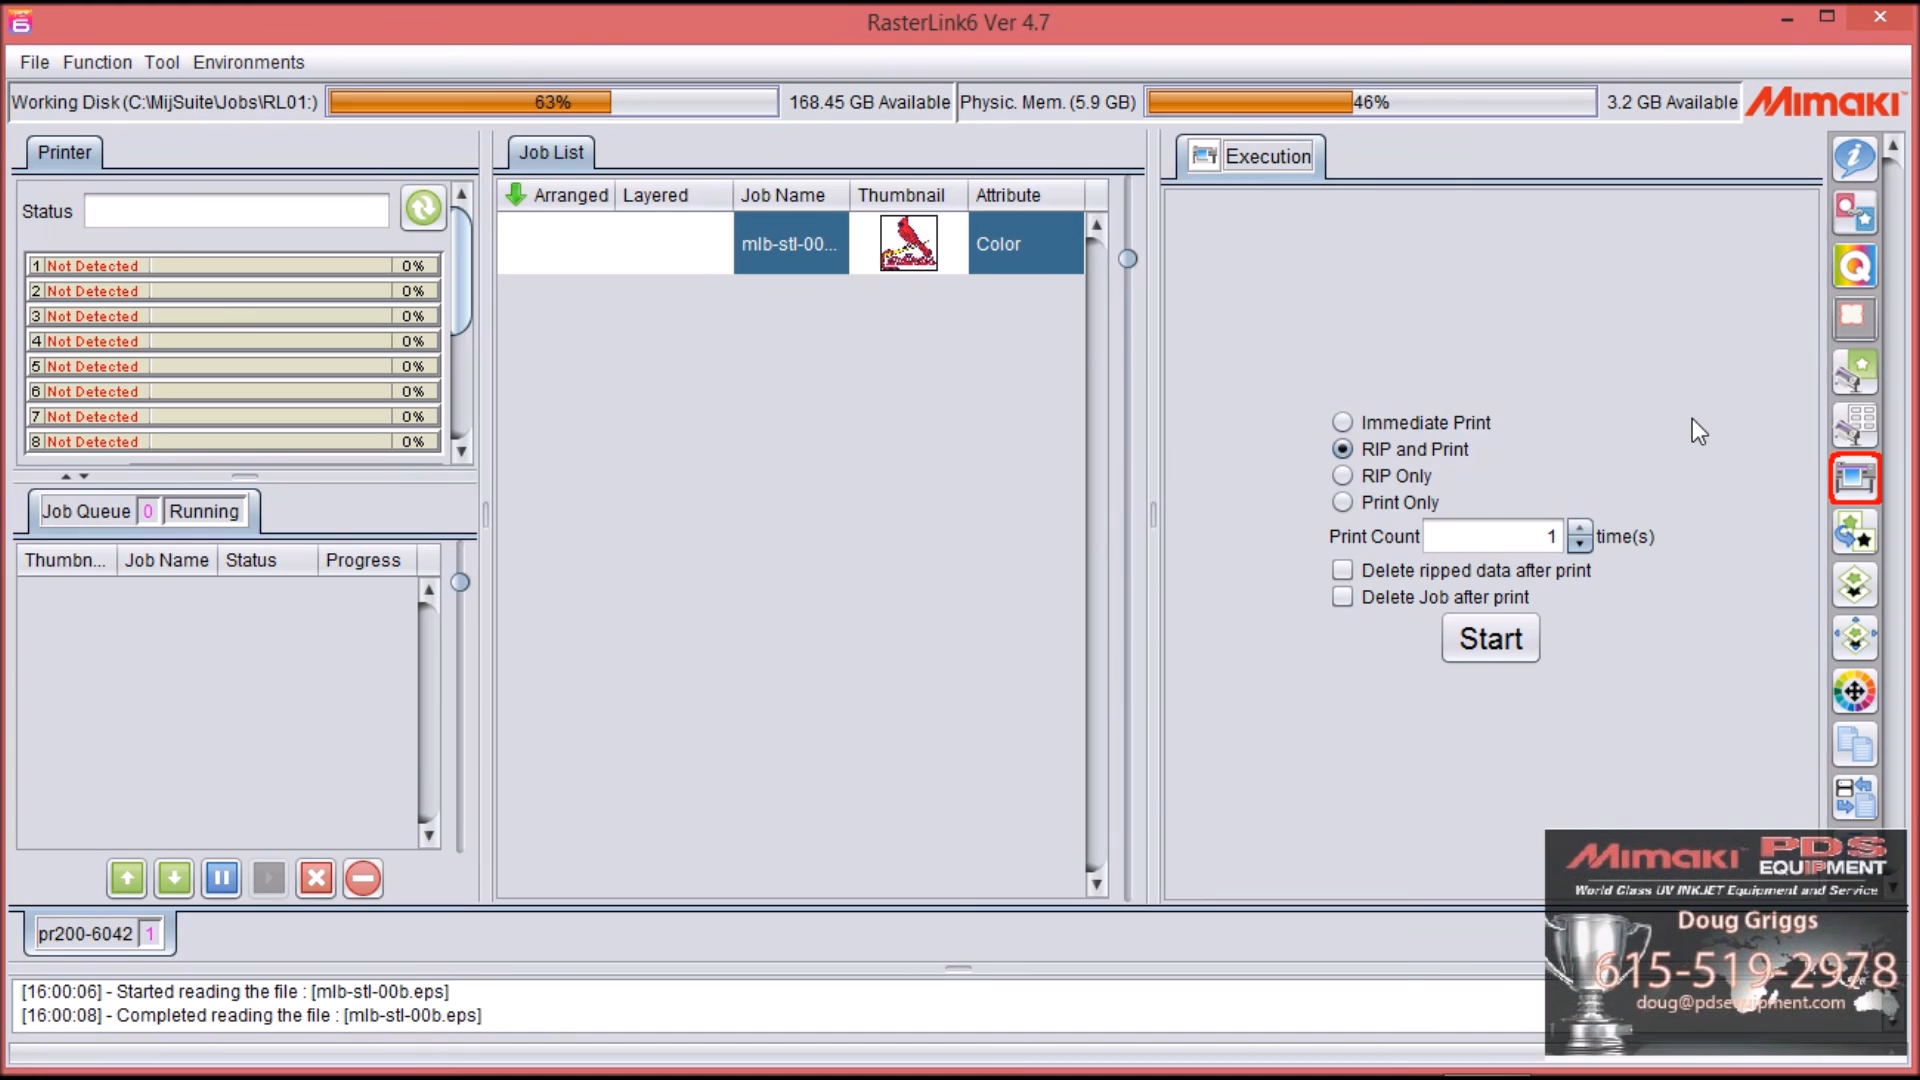 RasterLink6 Ver 4.7
File Function Tool Environments
Working Disk (C:\MijSuite\Jobs\RL01:) 63% 168.45 GB Available Physic. Mem. (5.9 GB) 46% 3.2 GB Available Mimaki
Printer
Status
1 Not Detected 0%
2 Not Detected 0%
3 Not Detected 0%
4 Not Detected 0%
5 Not Detected 0%
6 Not Detected 0%
7 Not Detected 0%
8 Not Detected 0%
Job Queue 0 Running
Thumbn... Job Name Status Progress
Job List
Arranged Layered Job Name Thumbnail Attribute
mlb-stl-00... Color
Execution
Immediate Print
RIP and Print
RIP Only
Print Only
Print Count 1 time(s)
Delete ripped data after print
Delete Job after print
Start
pr200-6042 1
[16:00:06] - Started reading the file : [mlb-stl-00b.eps]
[16:00:08] - Completed reading the file : [mlb-stl-00b.eps]
Mimaki PDS EQUIPMENT
World Class UV INKJET Equipment and Service
Doug Griggs
615-519-2978
doug@pdsequipment.com